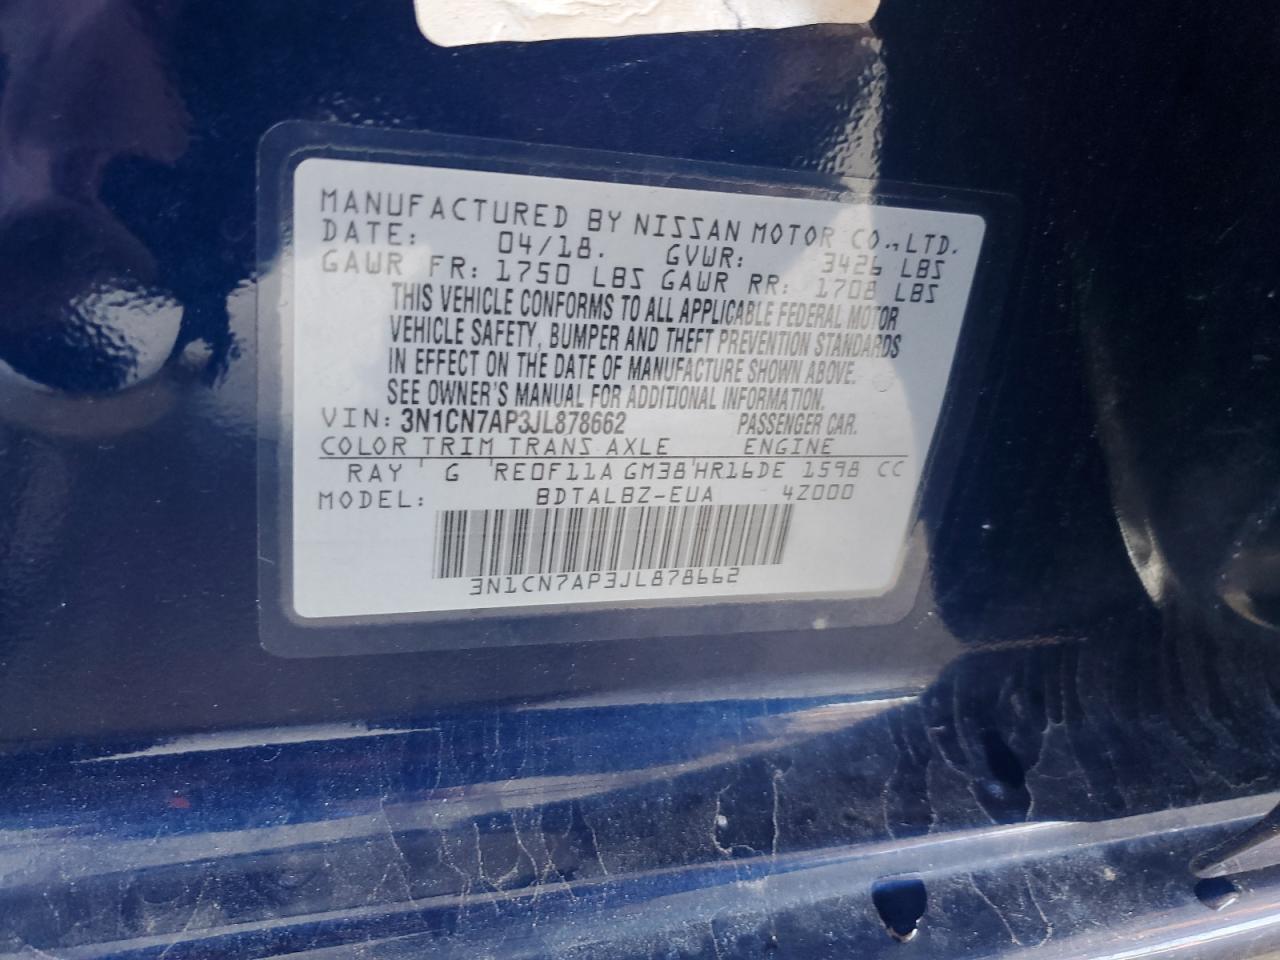 MANUFACTURED BY NISSAN MOTOR CO., LTD.
DATE: 04/18. GVWR: 3426 LBS
GAWR FR: 1750 LBS GAWR RR: 1708 LBS
THIS VEHICLE CONFORMS TO ALL APPLICABLE FEDERAL MOTOR
VEHICLE SAFETY, BUMPER AND THEFT PREVENTION STANDARDS
IN EFFECT ON THE DATE OF MANUFACTURE SHOWN ABOVE.
SEE OWNER'S MANUAL FOR ADDITIONAL INFORMATION.
VIN: 3N1CN7AP3JL878662 PASSENGER CAR.
COLOR TRIM TRANS AXLE ENGINE
RAY ' G 'RE0F11A GM38'HR16DE 1598 CC
MODEL: BDTALBZ-EUA 4Z000
3N1CN7AP3JL878662